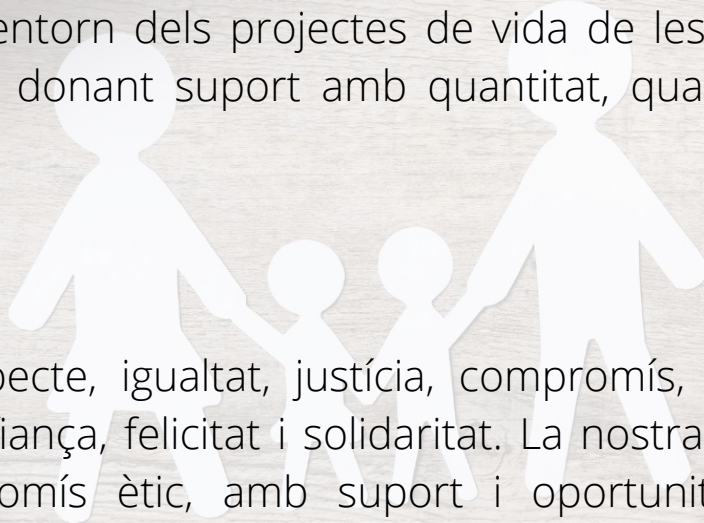 entorn dels projectes de vida de les
donant suport amb quantitat, qua
pecte, igualtat, justícia, compromís,
iança, felicitat i solidaritat. La nostra
omís ètic, amb suport i oportunit